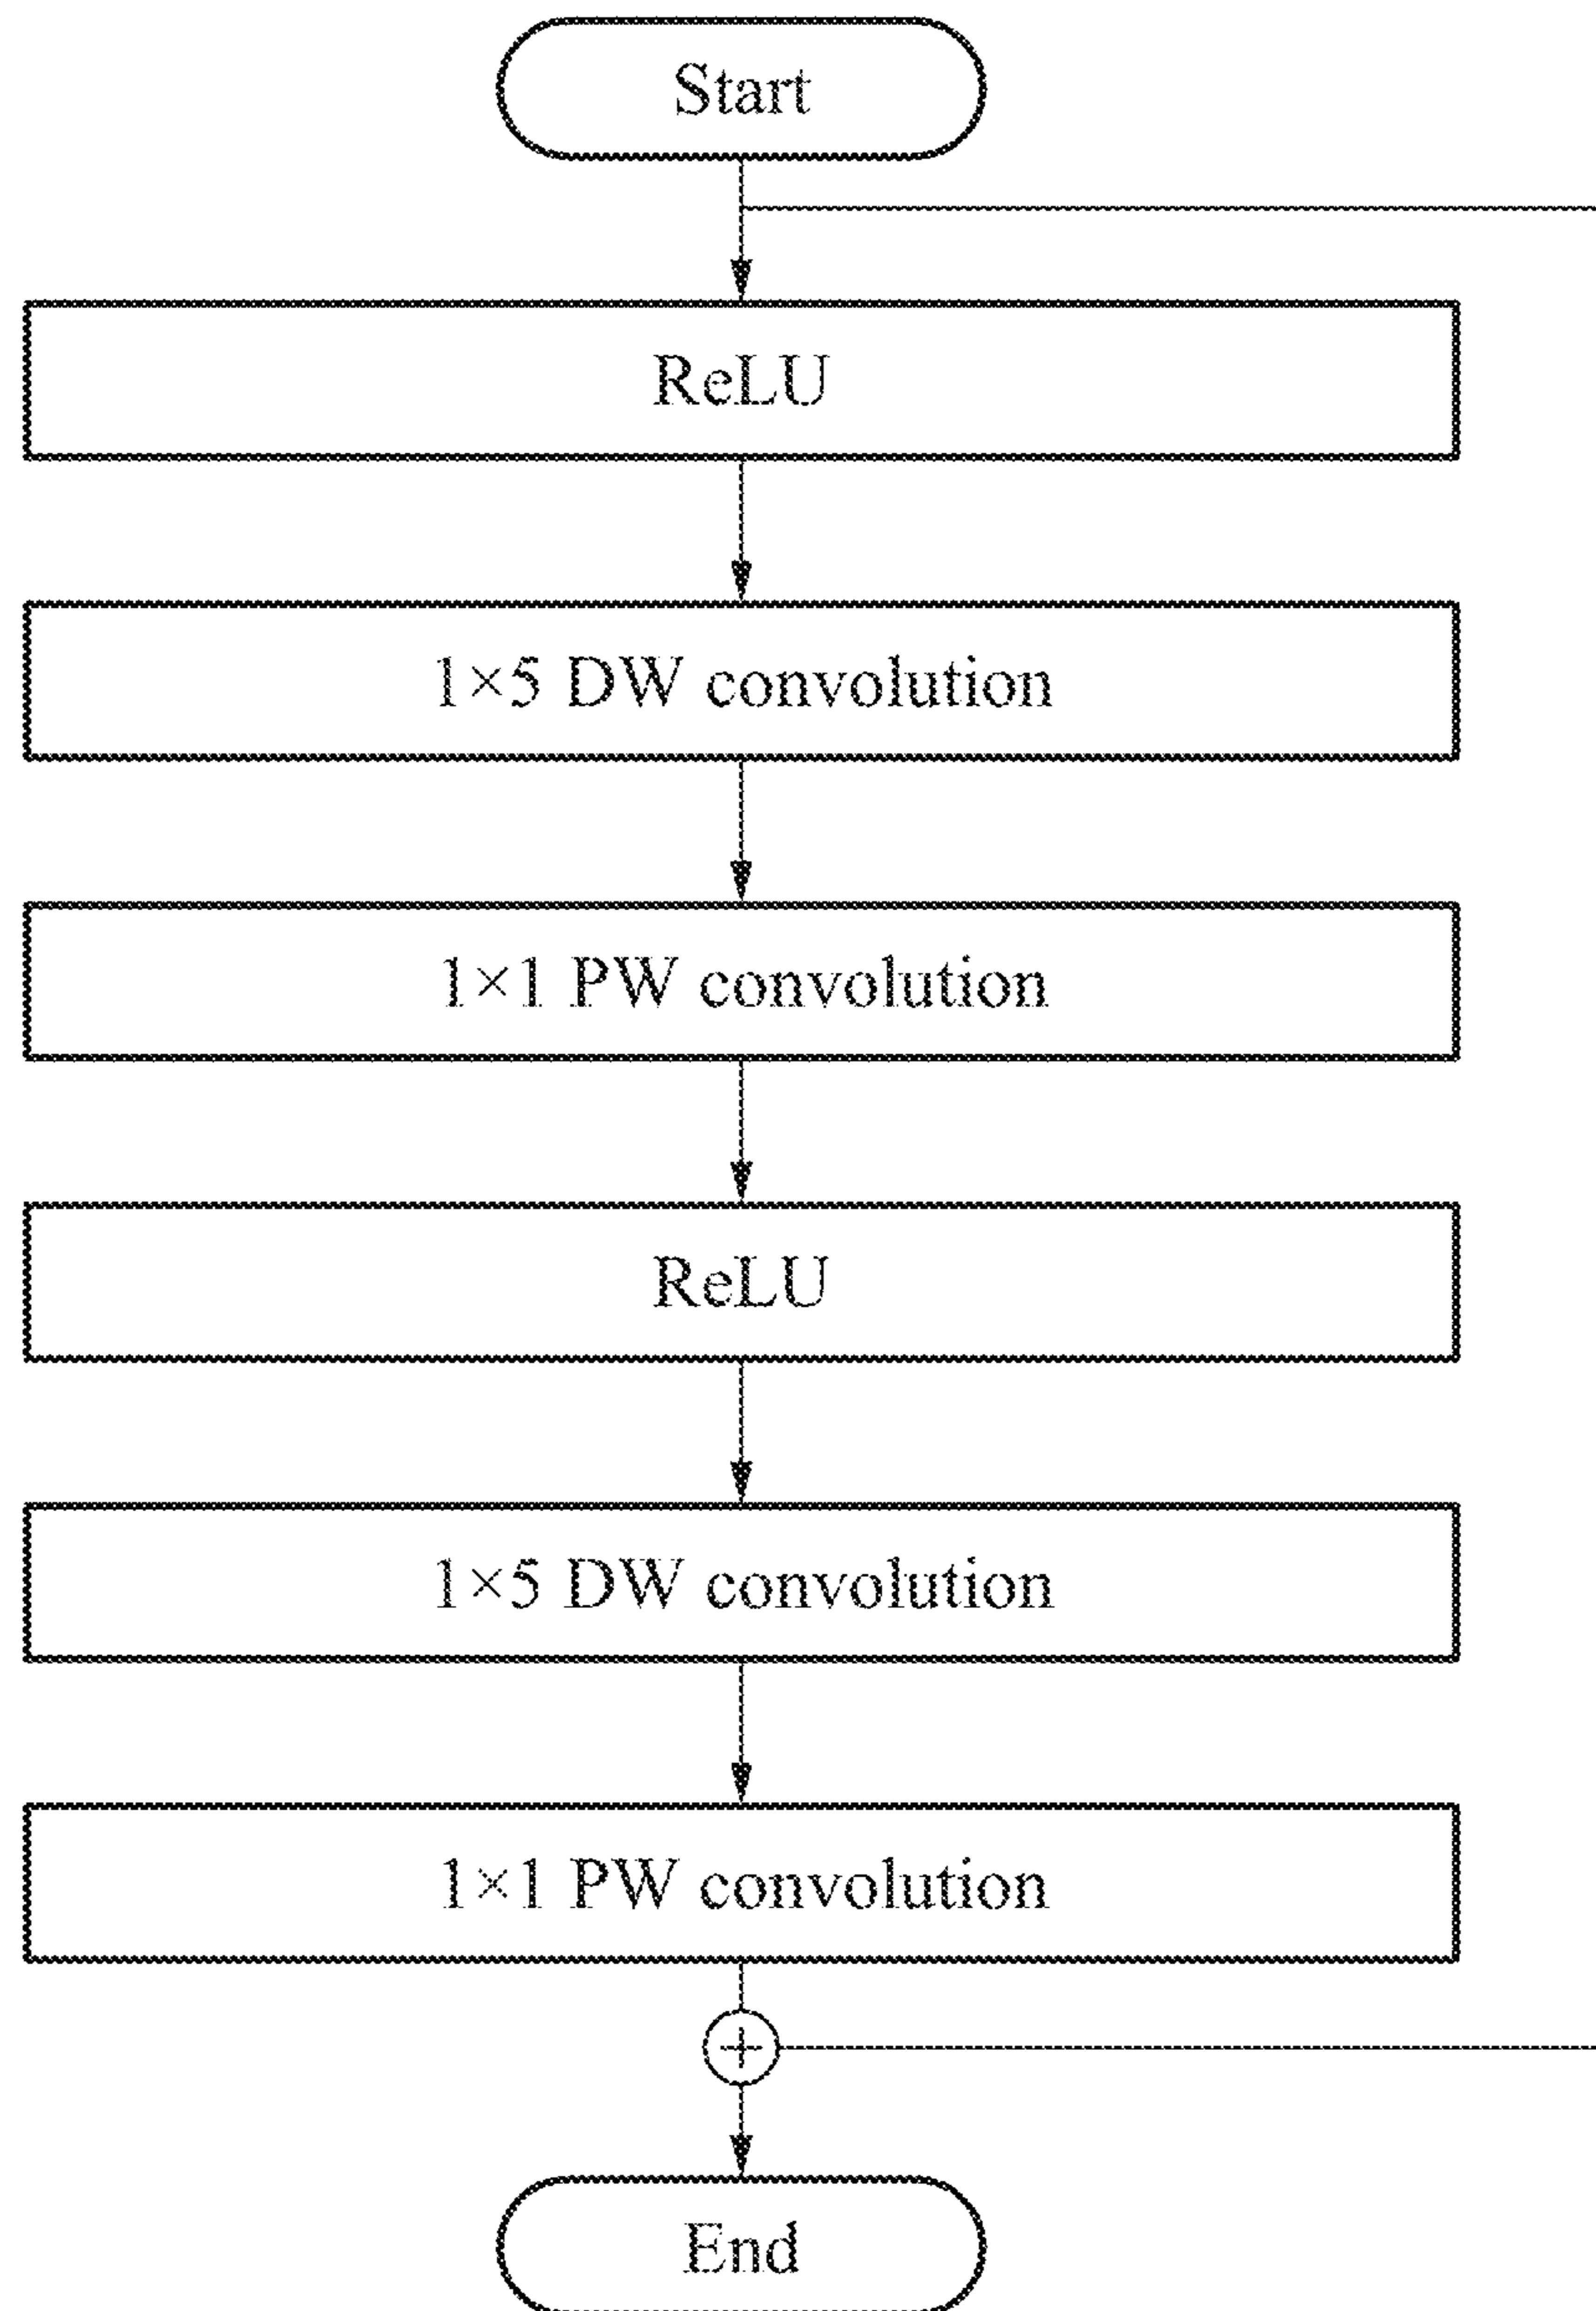 Start
ReLU
1×5 DW convolution
1×1 PW convolution
ReLU
1×5 DW convolution
1×1 PW convolution
+
End